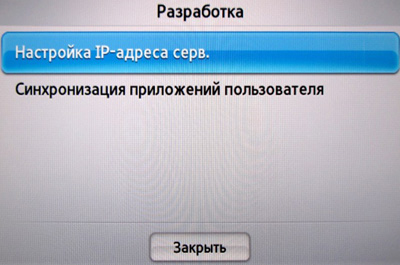 Разработка
Настройка IP-адреса серв.
Синхронизация приложений пользователя
Закрыть